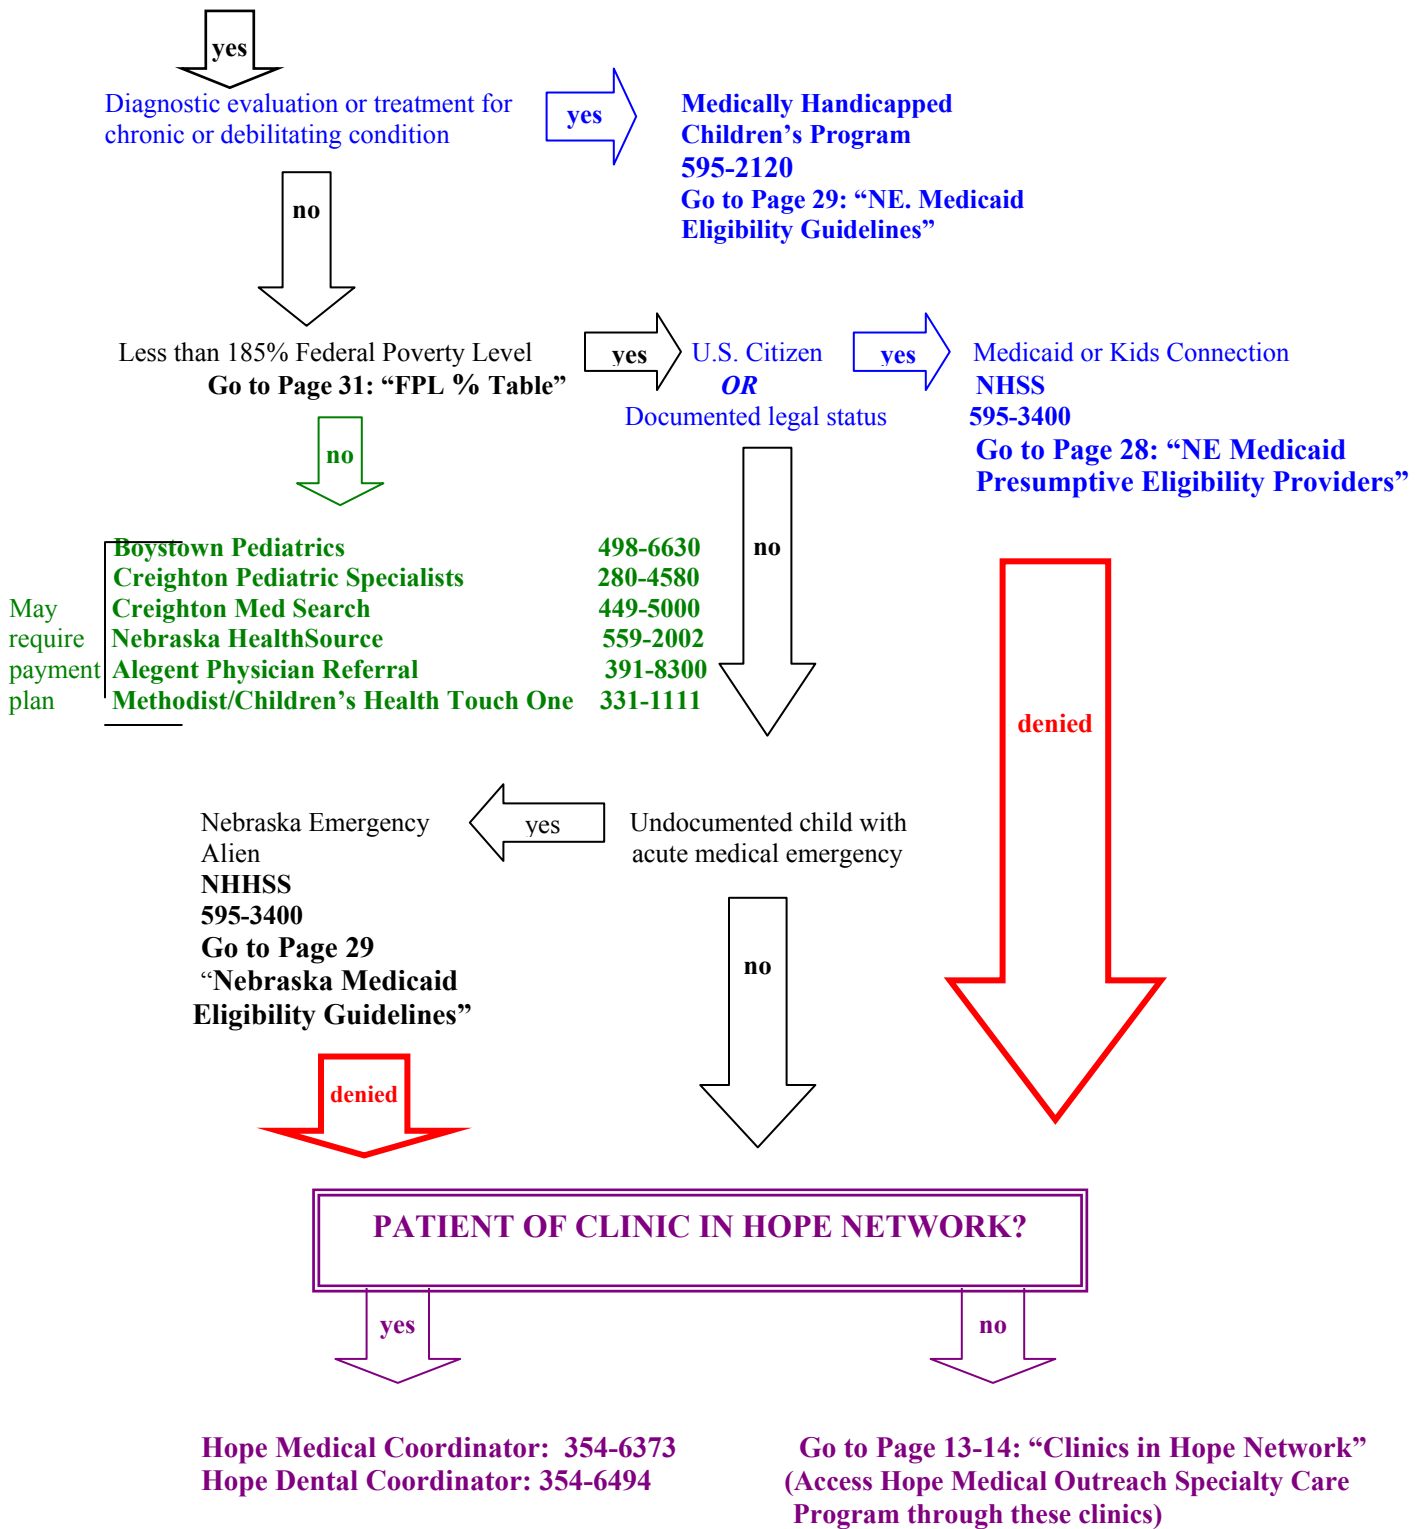 yes
Diagnostic evaluation or treatment for
chronic or debilitating condition
yes
Medically Handicapped
Children’s Program
595-2120
Go to Page 29: “NE. Medicaid
Eligibility Guidelines”
no
Less than 185% Federal Poverty Level
Go to Page 31: “FPL % Table”
yes
U.S. Citizen
OR
Documented legal status
yes
Medicaid or Kids Connection
NHSS
595-3400
Go to Page 28: “NE Medicaid
Presumptive Eligibility Providers”
no
May
require
payment
plan
Boystown Pediatrics 498-6630
Creighton Pediatric Specialists 280-4580
Creighton Med Search 449-5000
Nebraska HealthSource 559-2002
Alegent Physician Referral 391-8300
Methodist/Children’s Health Touch One 331-1111
no
denied
Undocumented child with
acute medical emergency
yes
Nebraska Emergency
Alien
NHHSS
595-3400
Go to Page 29
“Nebraska Medicaid
Eligibility Guidelines”
no
denied
PATIENT OF CLINIC IN HOPE NETWORK?
yes
no
Hope Medical Coordinator: 354-6373
Hope Dental Coordinator: 354-6494
Go to Page 13-14: “Clinics in Hope Network”
(Access Hope Medical Outreach Specialty Care
Program through these clinics)